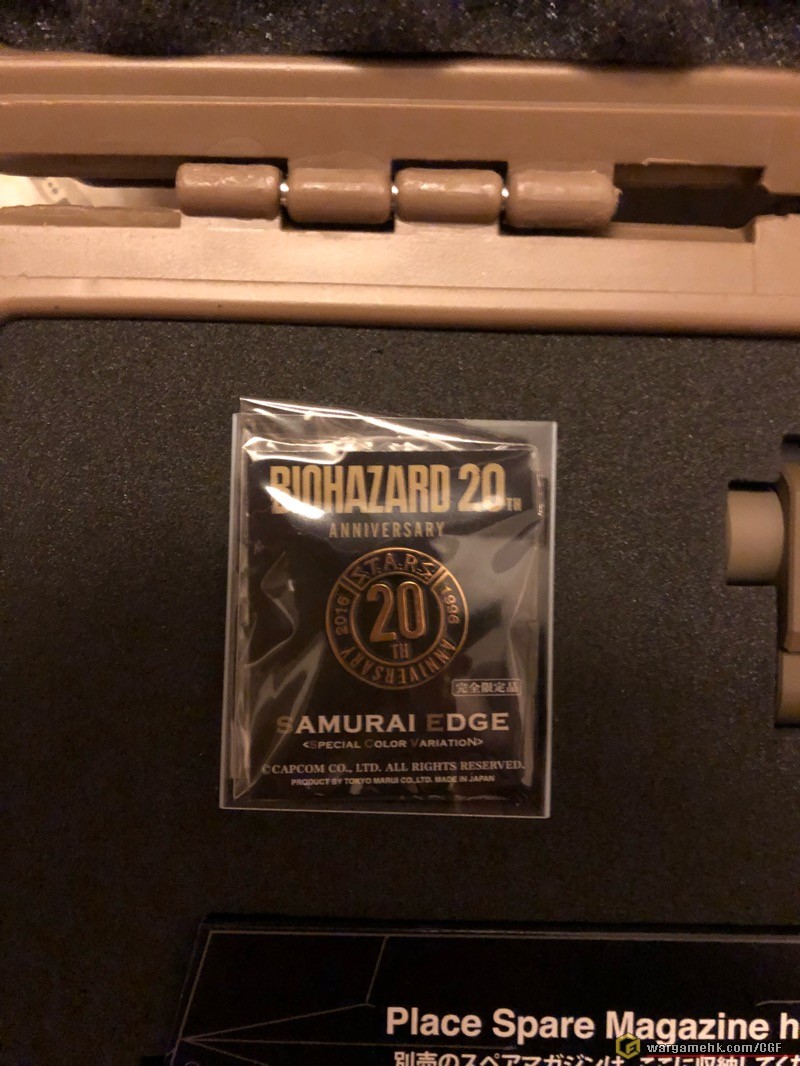 BIOHAZARD 20TH
ANNIVERSARY
S.T.A.R.S
2016
1996
20
TH
ANNIVERSARY
完全限定品
SAMURAI EDGE
<SPECIAL COLOR VARIATION>
©CAPCOM CO., LTD. ALL RIGHTS RESERVED.
PRODUCT BY TOKYO MARUI CO.,LTD. MADE IN JAPAN
Place Spare Magazine h
別売のスペアマガジンは、ここに収納してくだ
wargamehk.com/CGF